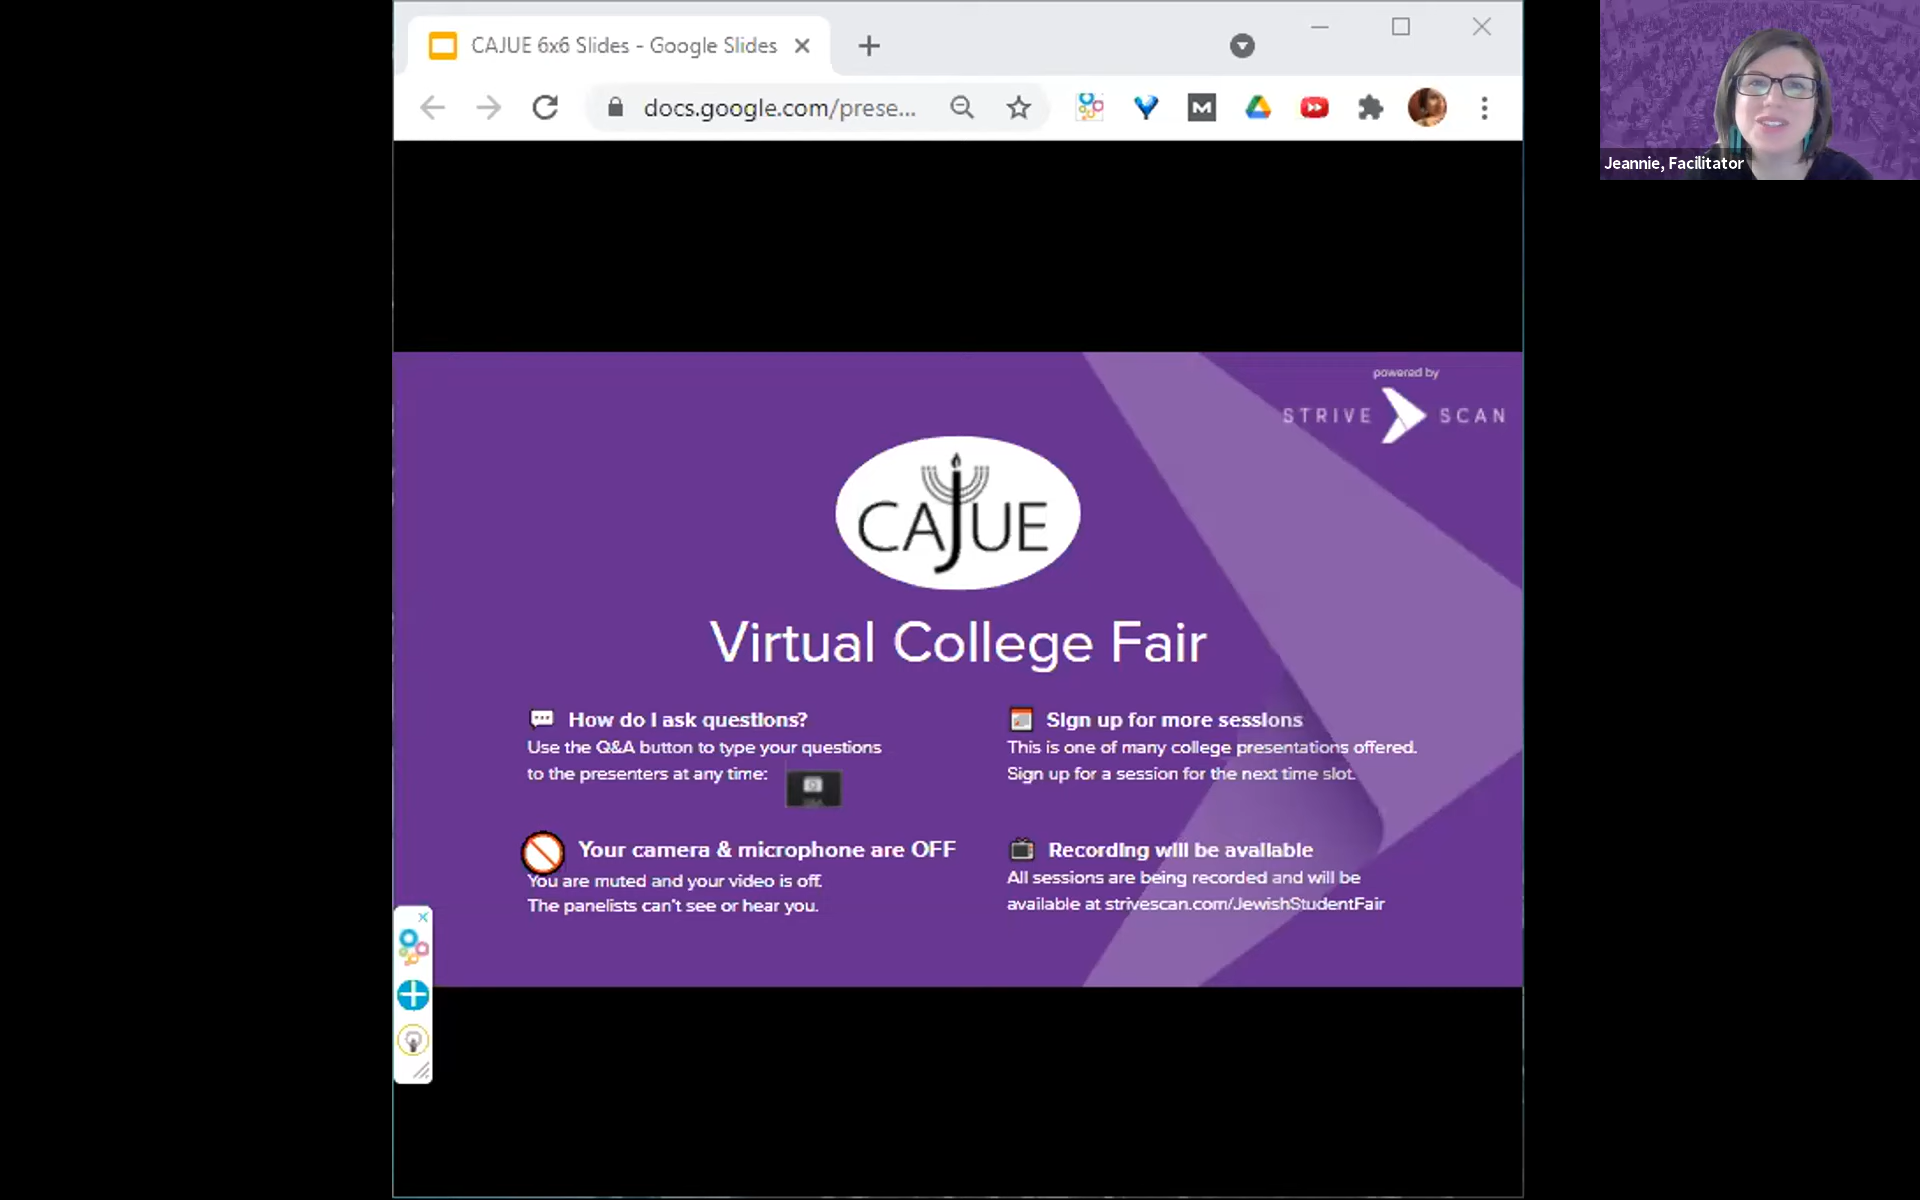 CAJUE 6x6 Slides - Google Slides
docs.google.com/prese...
Jeannie, Facilitator
powered by
STRIVE SCAN
CAJUE
Virtual College Fair
How do I ask questions?
Use the Q&A button to type your questions
to the presenters at any time:
Sign up for more sessions
This is one of many college presentations offered.
Sign up for a session for the next time slot.
Your camera & microphone are OFF
You are muted and your video is off.
The panelists can't see or hear you.
Recording will be available
All sessions are being recorded and will be
available at strivescan.com/JewishStudentFair